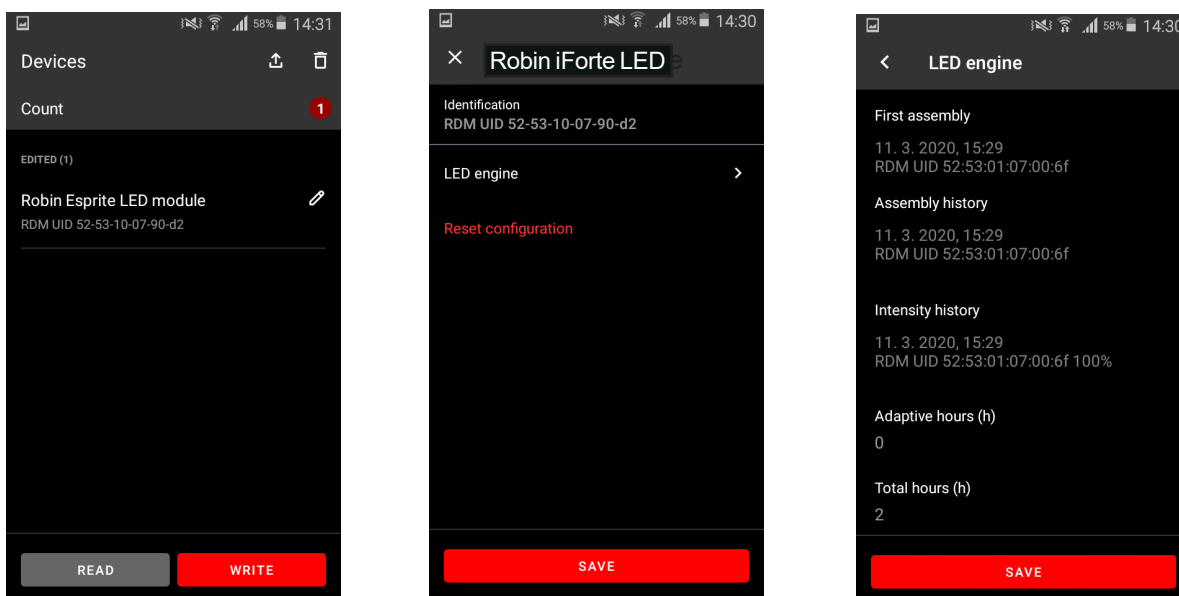 58% 14:31
Devices
Count
1
EDITED (1)
Robin Esprite LED module
RDM UID 52-53-10-07-90-d2
READ
WRITE
58% 14:30
Robin iForte LED
Identification
RDM UID 52-53-10-07-90-d2
LED engine
Reset configuration
SAVE
58% 14:30
LED engine
First assembly
11. 3. 2020, 15:29
RDM UID 52:53:01:07:00:6f
Assembly history
11. 3. 2020, 15:29
RDM UID 52:53:01:07:00:6f
Intensity history
11. 3. 2020, 15:29
RDM UID 52:53:01:07:00:6f 100%
Adaptive hours (h)
0
Total hours (h)
2
SAVE